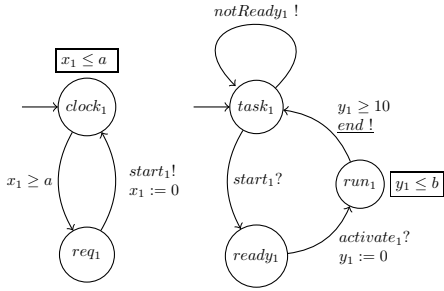 notReady₁ !
x₁ ≤ a
clock₁
task₁
y₁ ≥ 10
end !
x₁ ≥ a
start₁!
x₁ := 0
start₁?
run₁
y₁ ≤ b
req₁
ready₁
activate₁?
y₁ := 0